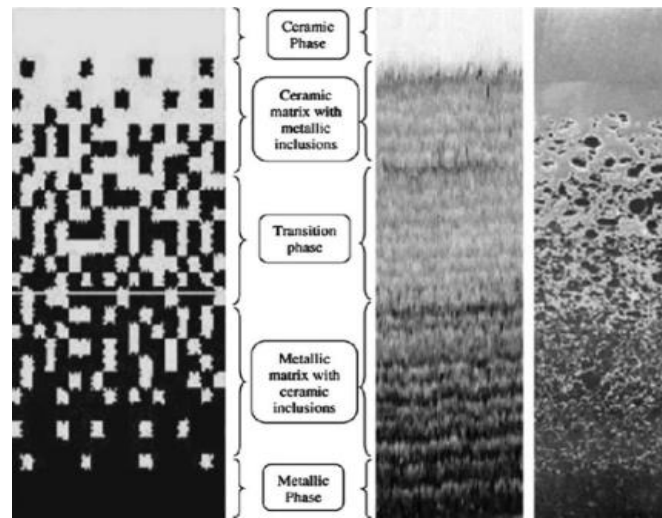 Ceramic
Phase
Ceramic
matrix with
metallic
inclusions
Transition
phase
Metallic
matrix with
ceramic
inclusions
Metallic
Phase